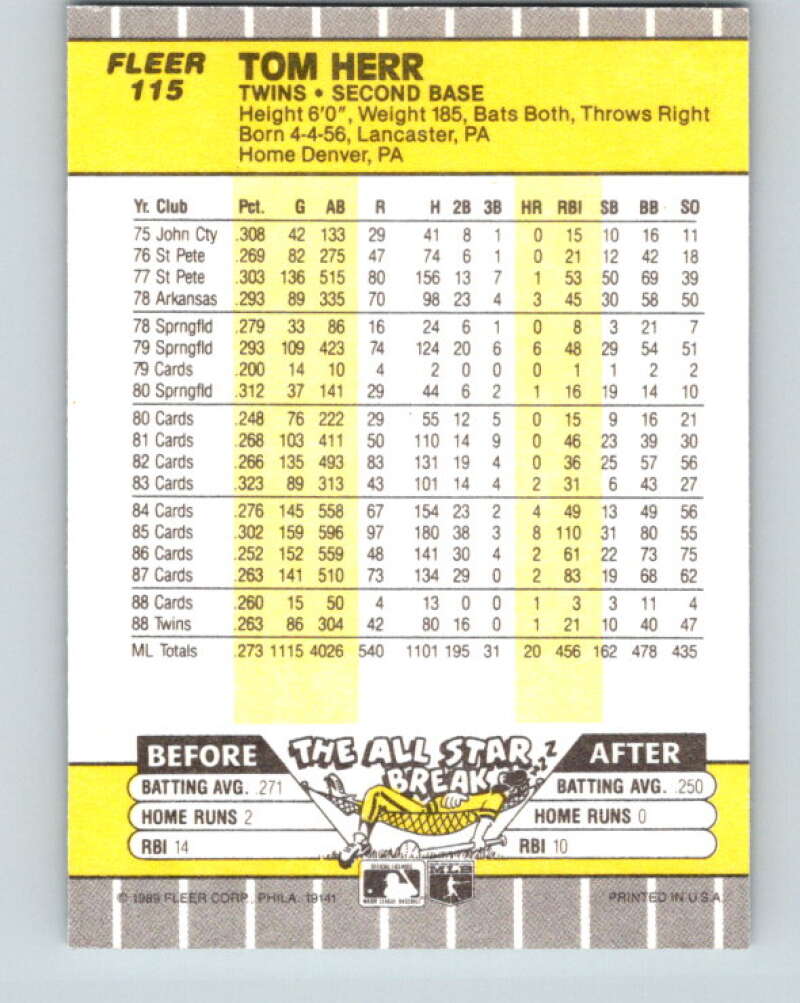 FLEER
115
TOM HERR
TWINS • SECOND BASE
Height 6'0", Weight 185, Bats Both, Throws Right
Born 4-4-56, Lancaster, PA
Home Denver, PA
Yr. Club Pct. G AB R H 2B 3B HR RBI SB BB SO
75 John Cty .308 42 133 29 41 8 1 0 15 10 16 11
76 St Pete .269 82 275 47 74 6 1 0 21 12 42 18
77 St Pete .303 136 515 80 156 13 7 1 53 50 69 39
78 Arkansas .293 89 335 70 98 23 4 3 45 30 58 50
78 Sprngfld .279 33 86 16 24 6 1 0 8 3 21 7
79 Sprngfld .293 109 423 74 124 20 6 6 48 29 54 51
79 Cards .200 14 10 4 2 0 0 0 1 1 2 2
80 Sprngfld .312 37 141 29 44 6 2 1 16 19 14 10
80 Cards .248 76 222 29 55 12 5 0 15 9 16 21
81 Cards .268 103 411 50 110 14 9 0 46 23 39 30
82 Cards .266 135 493 83 131 19 4 0 36 25 57 56
83 Cards .323 89 313 43 101 14 4 2 31 6 43 27
84 Cards .276 145 558 67 154 23 2 4 49 13 49 56
85 Cards .302 159 596 97 180 38 3 8 110 31 80 55
86 Cards .252 152 559 48 141 30 4 2 61 22 73 75
87 Cards .263 141 510 73 134 29 0 2 83 19 68 62
88 Cards .260 15 50 4 13 0 0 1 3 3 11 4
88 Twins .263 86 304 42 80 16 0 1 21 10 40 47
ML Totals .273 1115 4026 540 1101 195 31 20 456 162 478 435
BEFORE THE ALL STAR BREAK ZZZ AFTER
BATTING AVG. .271 BATTING AVG. .250
HOME RUNS 2 HOME RUNS 0
RBI 14 RBI 10
OFFICIAL LICENSEE
MAJOR LEAGUE BASEBALL
© 1989 FLEER CORP., PHILA. 19141 PRINTED IN U.S.A.